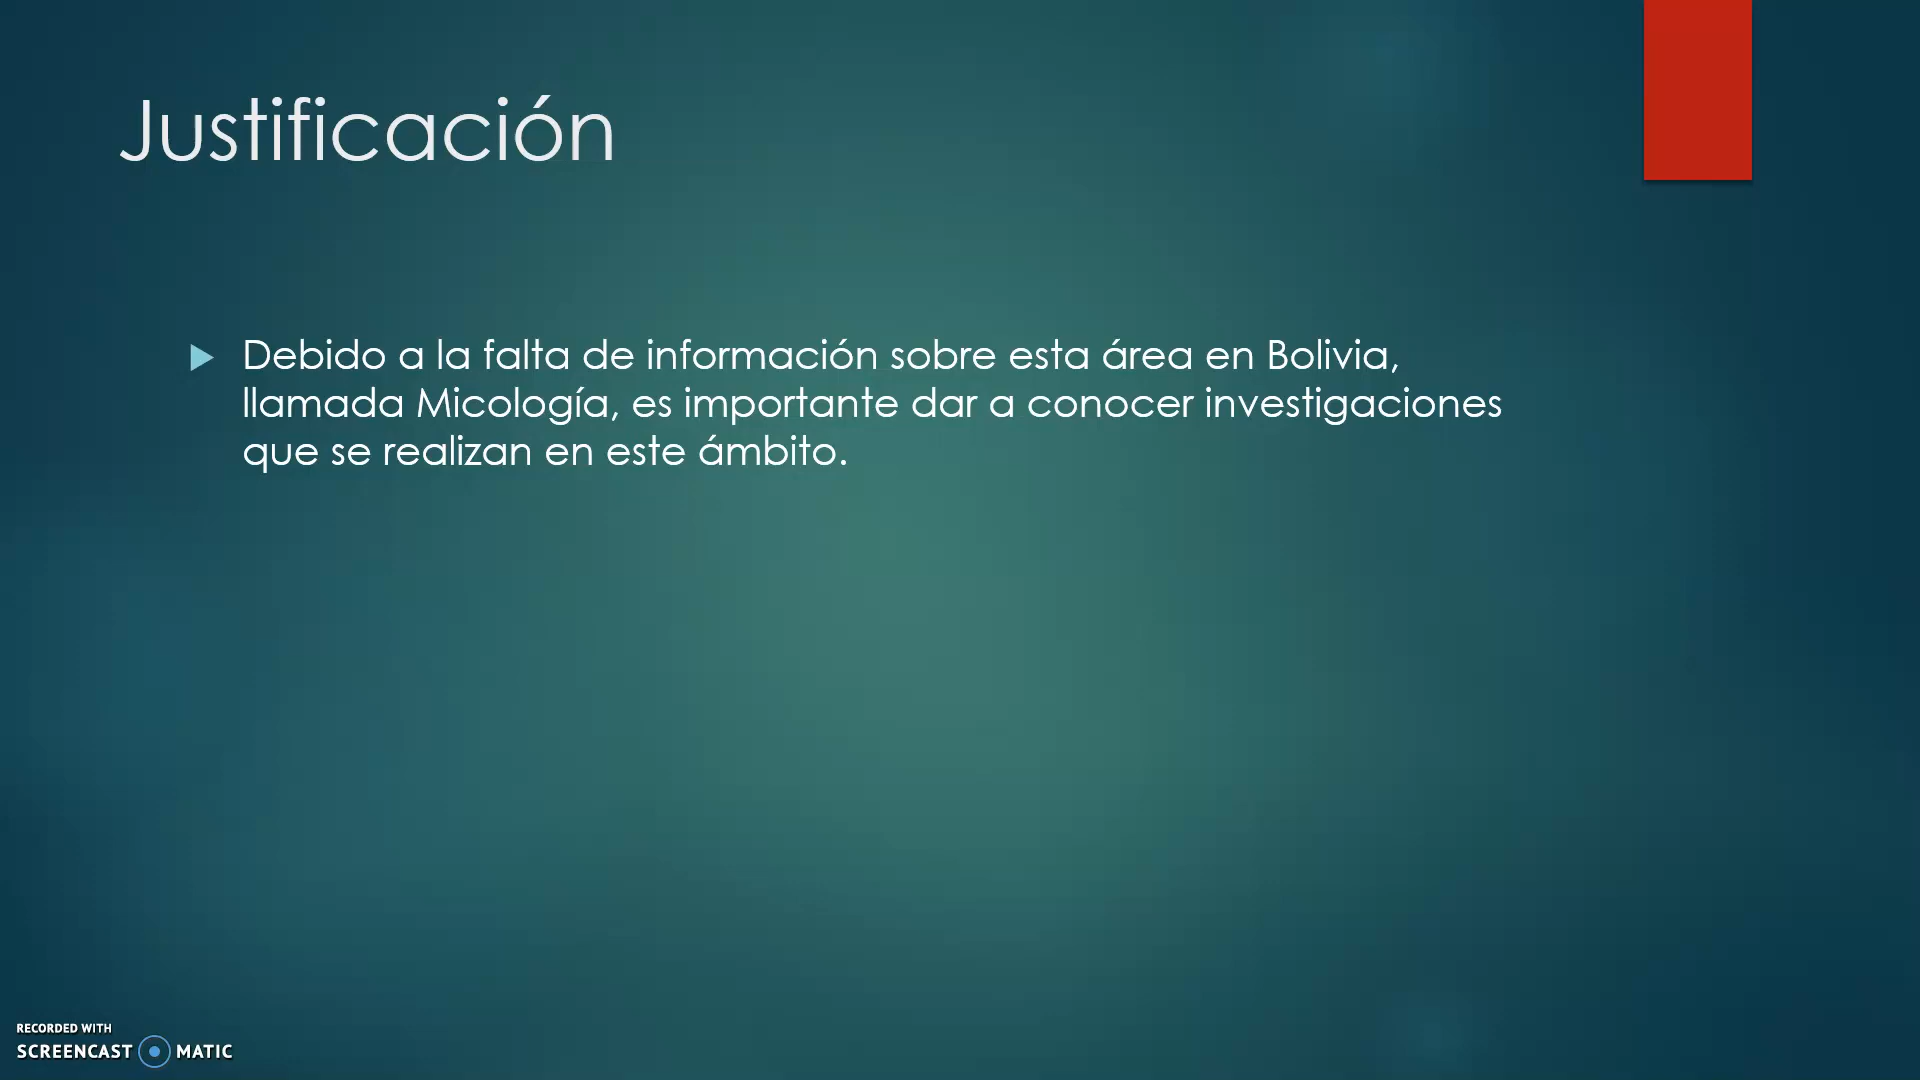 Justificación
Debido a la falta de información sobre esta área en Bolivia,
llamada Micología, es importante dar a conocer investigaciones
que se realizan en este ámbito.
RECORDED WITH
SCREENCAST MATIC